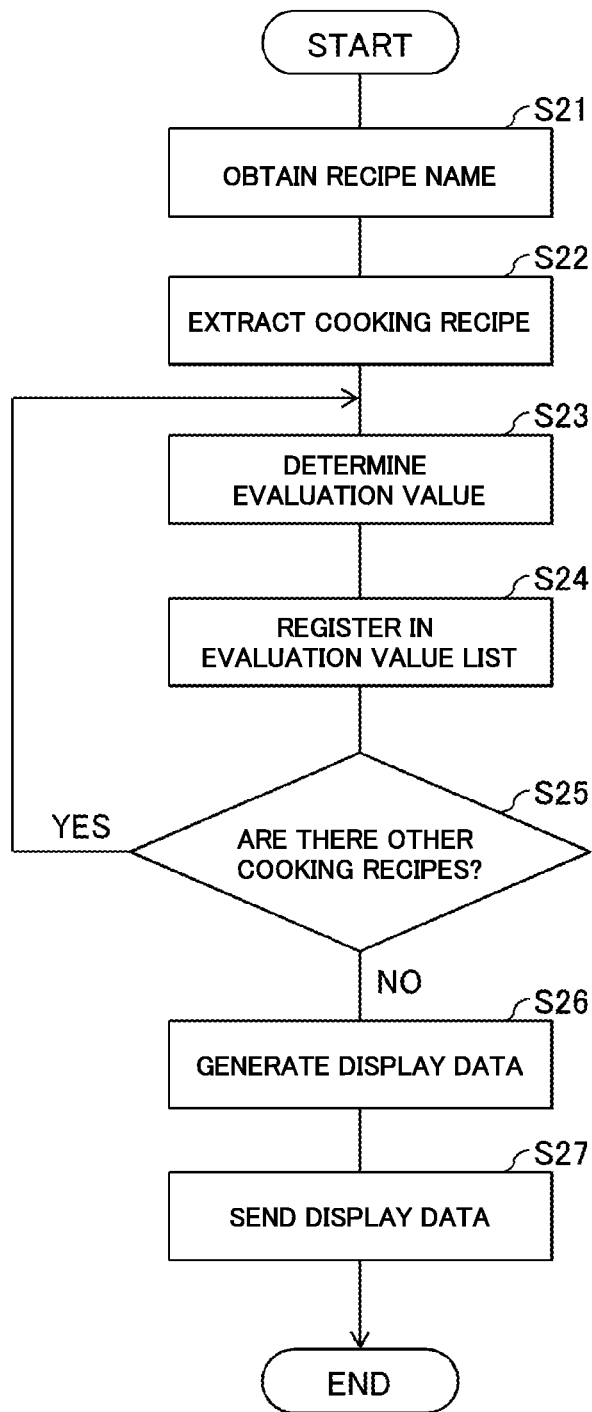 START
S21
OBTAIN RECIPE NAME
S22
EXTRACT COOKING RECIPE
S23
DETERMINE
EVALUATION VALUE
S24
REGISTER IN
EVALUATION VALUE LIST
S25
YES
ARE THERE OTHER
COOKING RECIPES?
NO
S26
GENERATE DISPLAY DATA
S27
SEND DISPLAY DATA
END